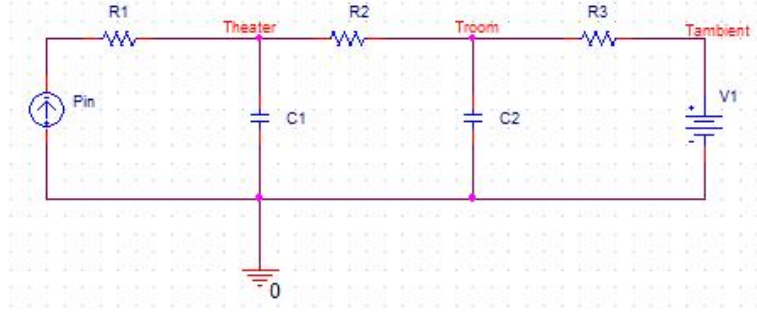 R1
R2
R3
Theater
Troom
Tambient
Pin
C1
C2
V1
+
-
0